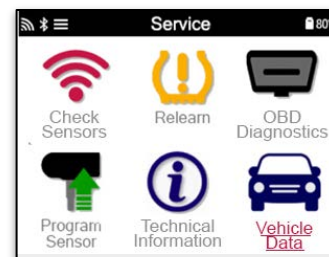 Service
80%
Check
Sensors
Relearn
OBD
Diagnostics
Program
Sensor
Technical
Information
Vehicle
Data